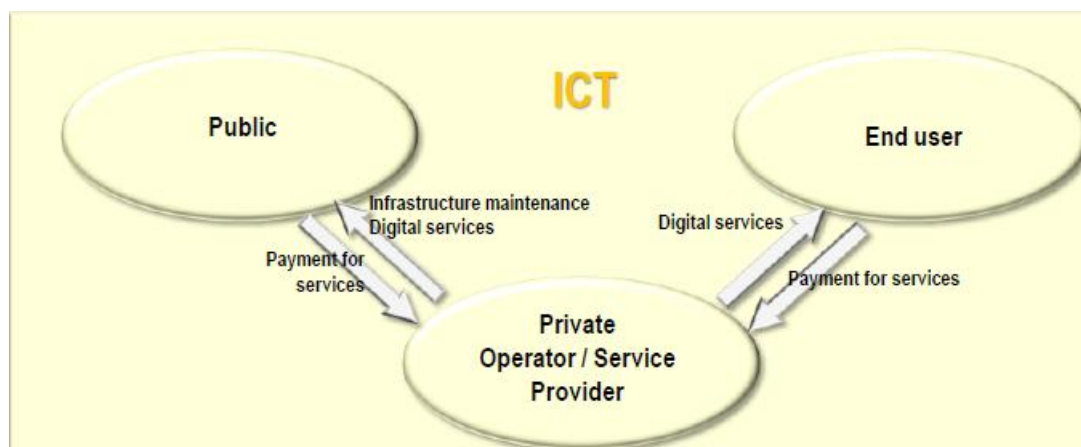 ICT
Public
End user
Infrastructure maintenance
Digital services
Payment for
services
Digital services
Payment for services
Private
Operator / Service
Provider